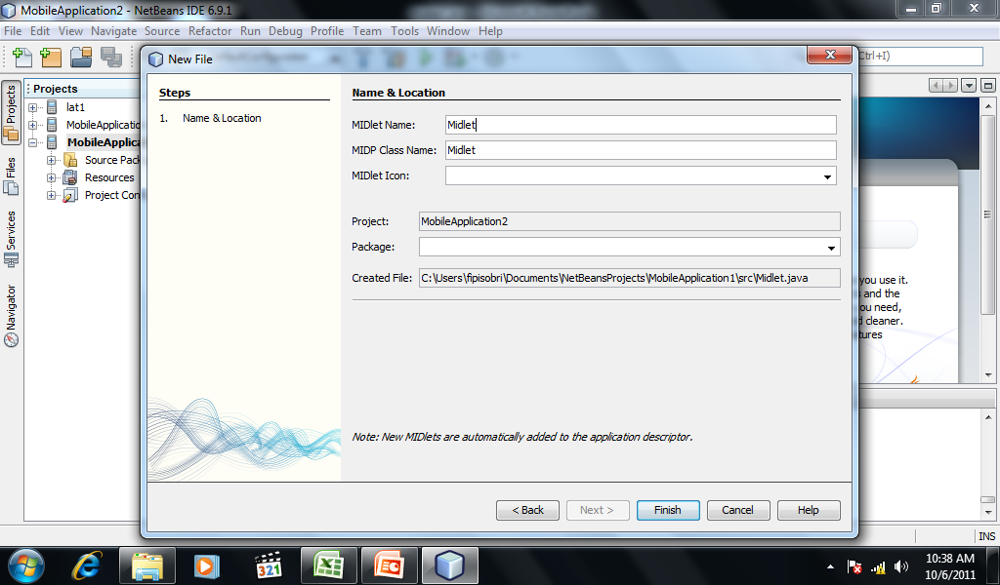 MobileApplication2 - NetBeans IDE 6.9.1
File Edit View Navigate Source Refactor Run Debug Profile Team Tools Window Help
New File
Ctrl+I)
Projects
Files
Services
Navigator
Projects
lat1
MobileApplicatio
MobileApplica
Source Pac
Resources
Project Con
Steps
1. Name & Location
Name & Location
MIDlet Name: Midlet
MIDP Class Name: Midlet
MIDlet Icon:
Project: MobileApplication2
Package:
Created File: C:\Users\fipisobri\Documents\NetBeansProjects\MobileApplication1\src\Midlet.java
Note: New MIDlets are automatically added to the application descriptor.
< Back Next > Finish Cancel Help
you use it.
and the
ou need,
d cleaner.
tures
INS
321
10:38 AM
10/6/2011